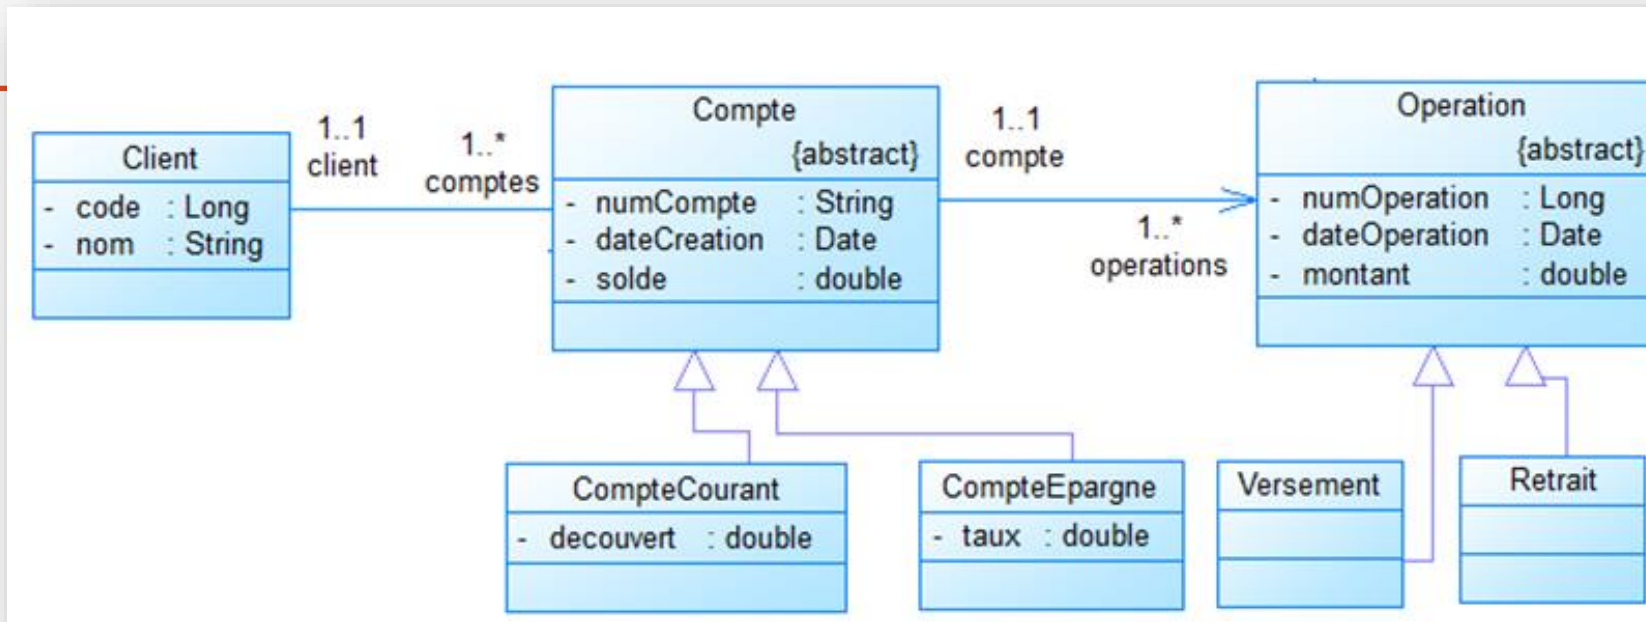 Client
- code : Long
- nom : String
1..1
client
1..*
comptes
Compte
{abstract}
- numCompte : String
- dateCreation : Date
- solde : double
1..1
compte
1..*
operations
Operation
{abstract}
- numOperation : Long
- dateOperation : Date
- montant : double
CompteCourant
- decouvert : double
CompteEpargne
- taux : double
Versement
Retrait